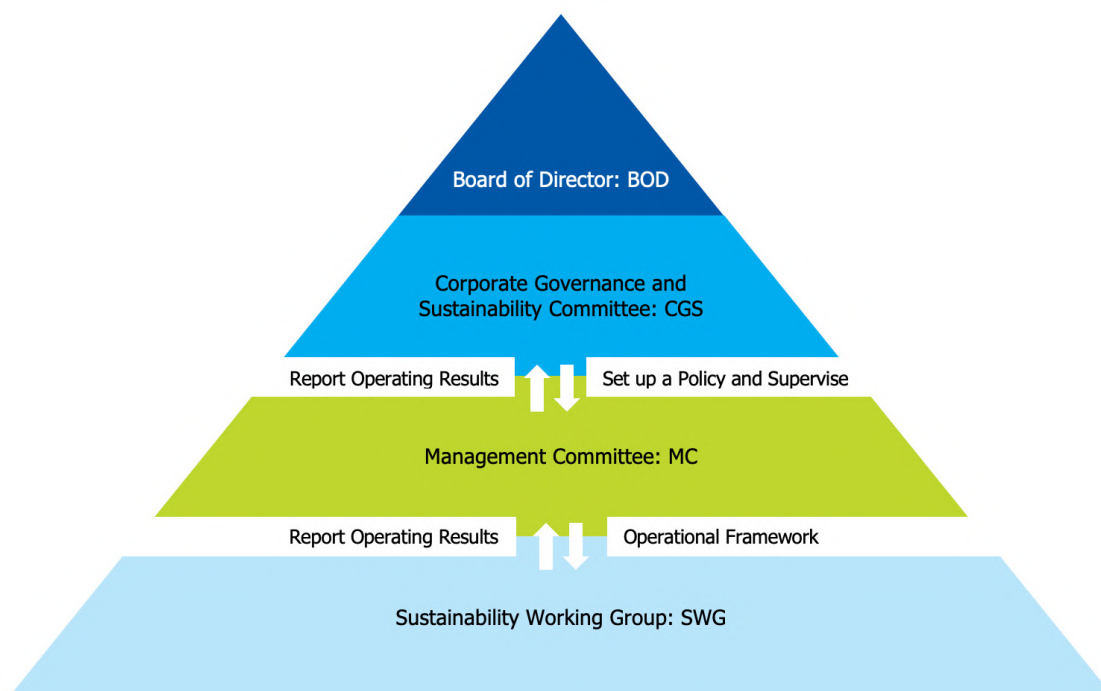 Board of Director: BOD
Corporate Governance and
Sustainability Committee: CGS
Report Operating Results
Set up a Policy and Supervise
Management Committee: MC
Report Operating Results
Operational Framework
Sustainability Working Group: SWG